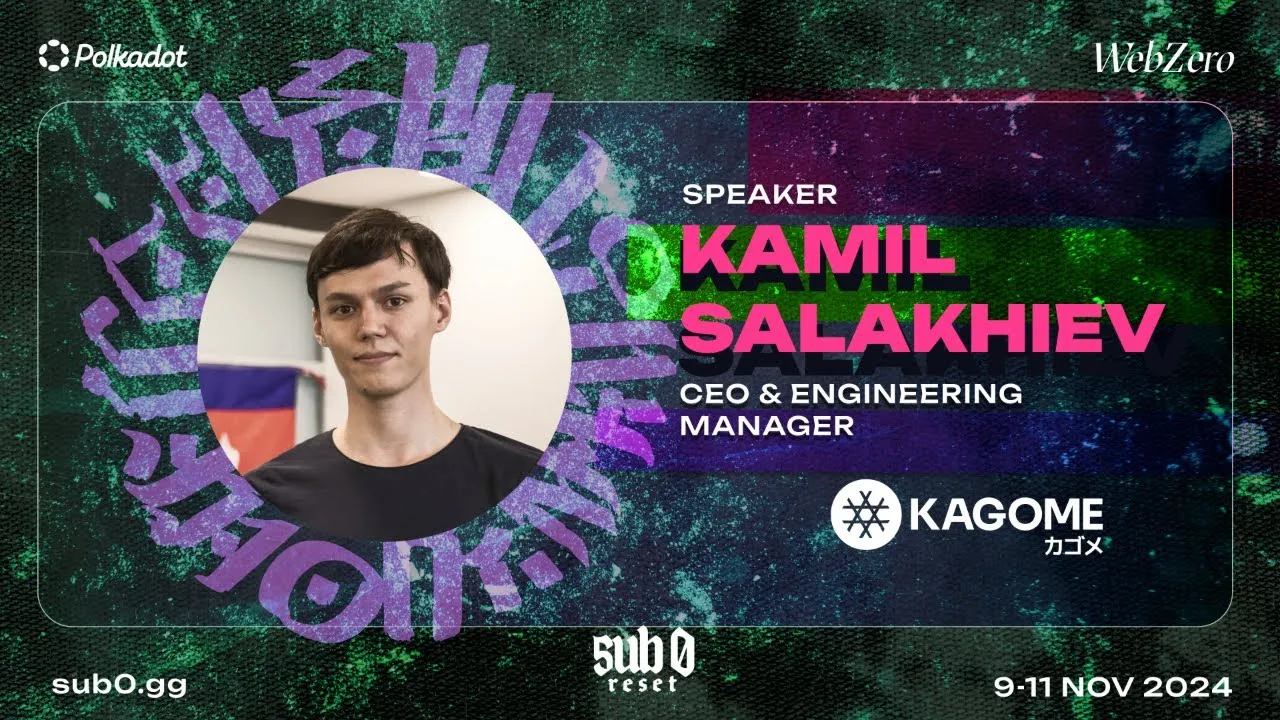 Polkadot
WebZero
SPEAKER
KAMIL
SALAKHIEV
CEO & ENGINEERING
MANAGER
KAGOME
カゴメ
sub0
reset
sub0.gg
9-11 NOV 2024